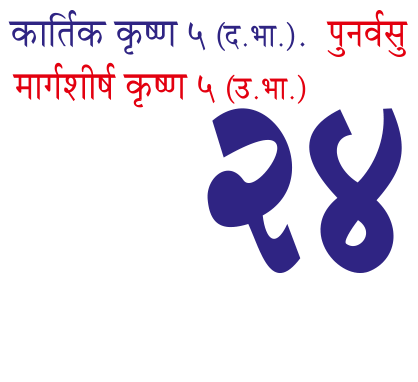 कार्तिक कृष्ण ५ (द.भा.). पुनर्वसु
मार्गशीर्ष कृष्ण ५ (उ.भा.)
२४